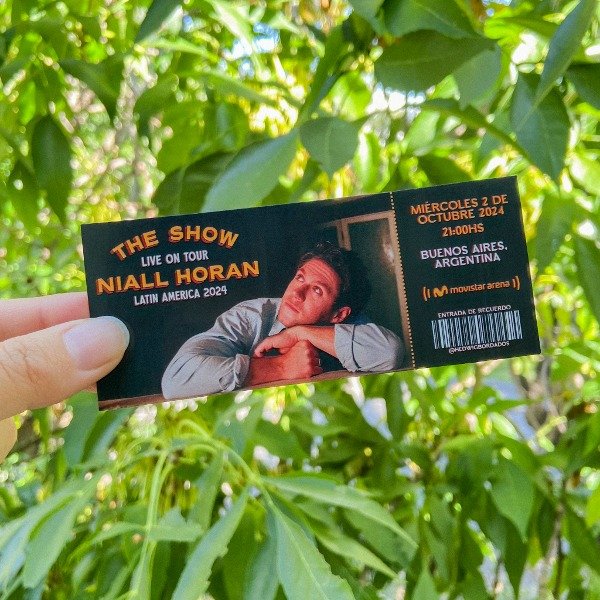 THE SHOW
LIVE ON TOUR
NIALL HORAN
LATIN AMERICA 2024
MIÉRCOLES 2 DE
OCTUBRE 2024
21:00HS
BUENOS AIRES,
ARGENTINA
movistar arena
ENTRADA DE RECUERDO
@HEDWIGBORDADOS